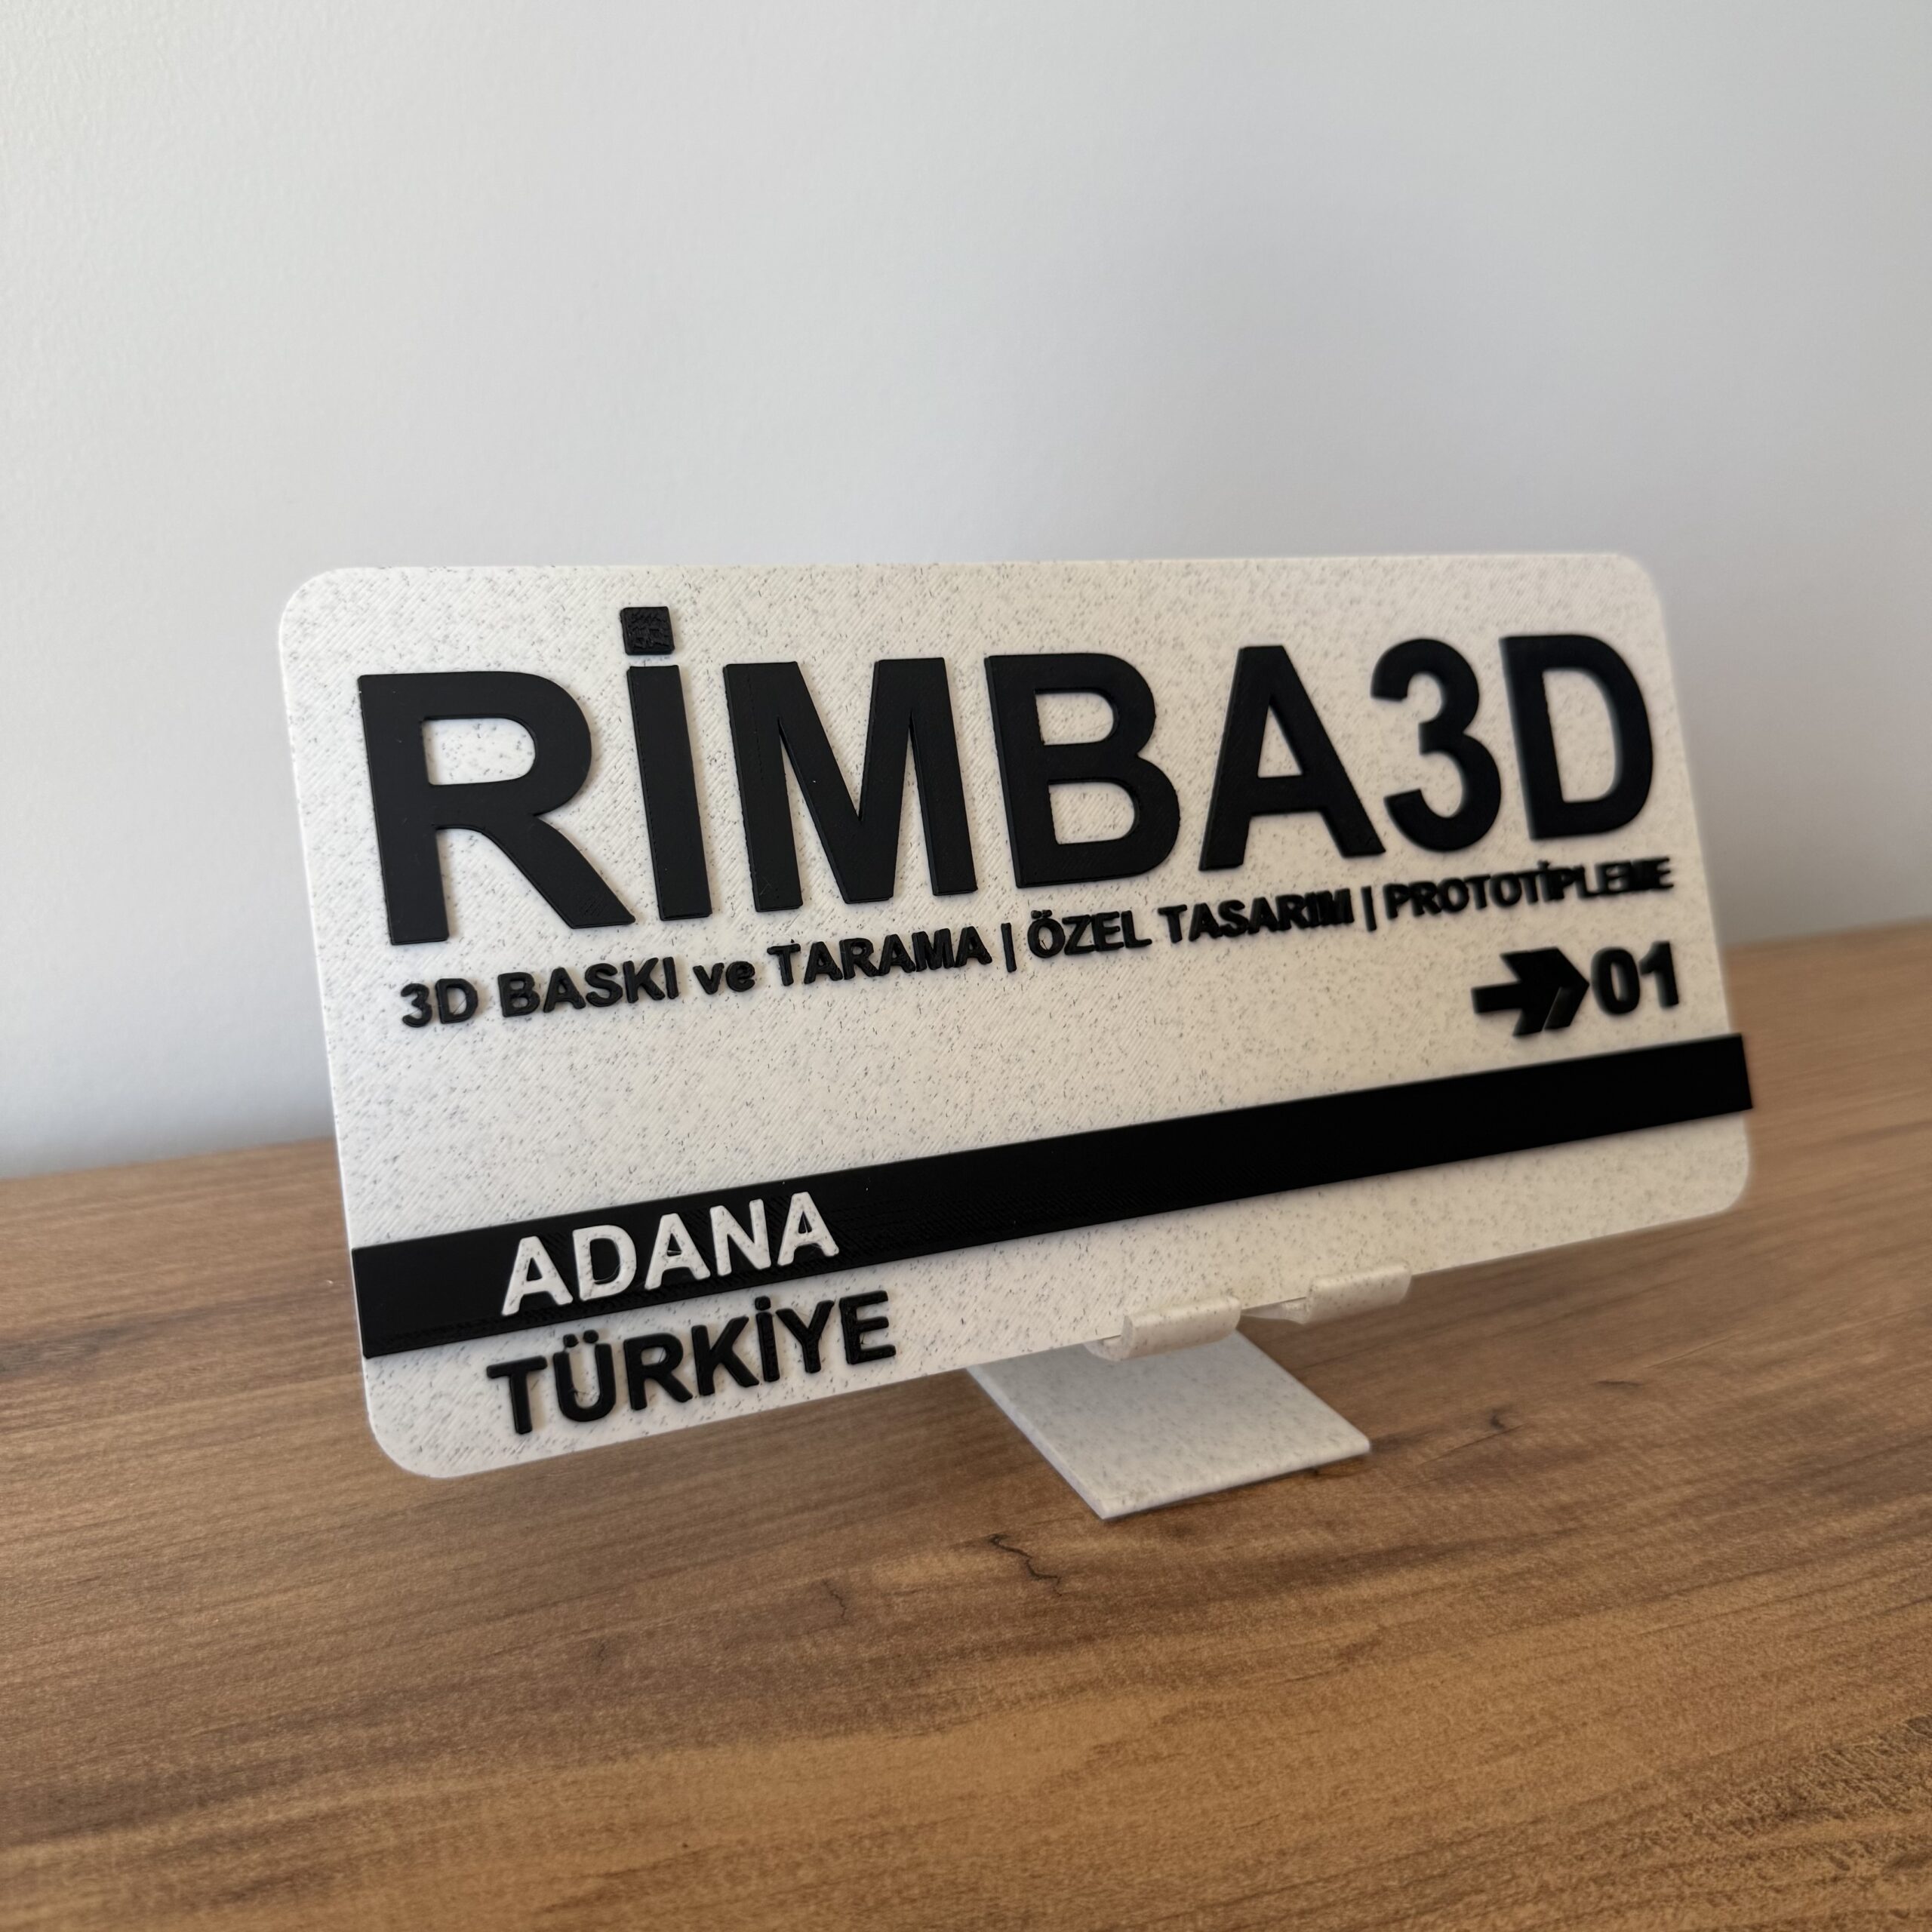 RİMBA3D
3D BASKI ve TARAMA | ÖZEL TASARIM | PROTOTİPLEME
01
ADANA
TÜRKİYE